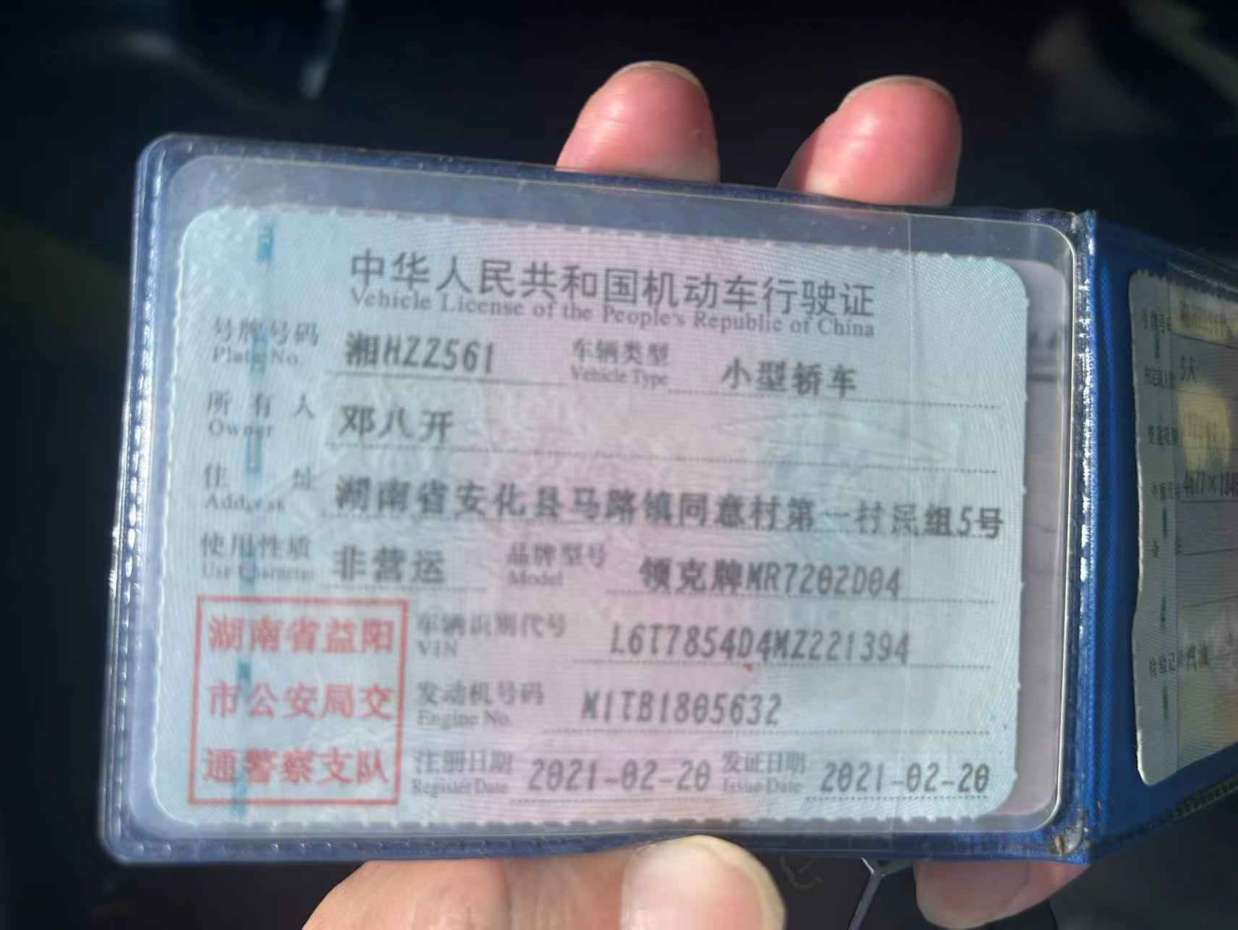 中华人民共和国机动车行驶证
Vehicle License of the People's Republic of China
号牌号码 湘HZZ561 车辆类型 小型轿车
Plate No. Vehicle Type
所有人 邓八开
Owner
住址 湖南省安化县马路镇同意村第一村民组5号
Address
使用性质 非营运 品牌型号 领克牌MR7202D04
Use Character Model
湖南省益阳
市公安局交
通警察支队
车辆识别代号 L6T7854D4MZ221394
VIN
发动机号码 M1TB1805632
Engine No.
注册日期 2021-02-20 发证日期 2021-02-20
Register Date Issue Date